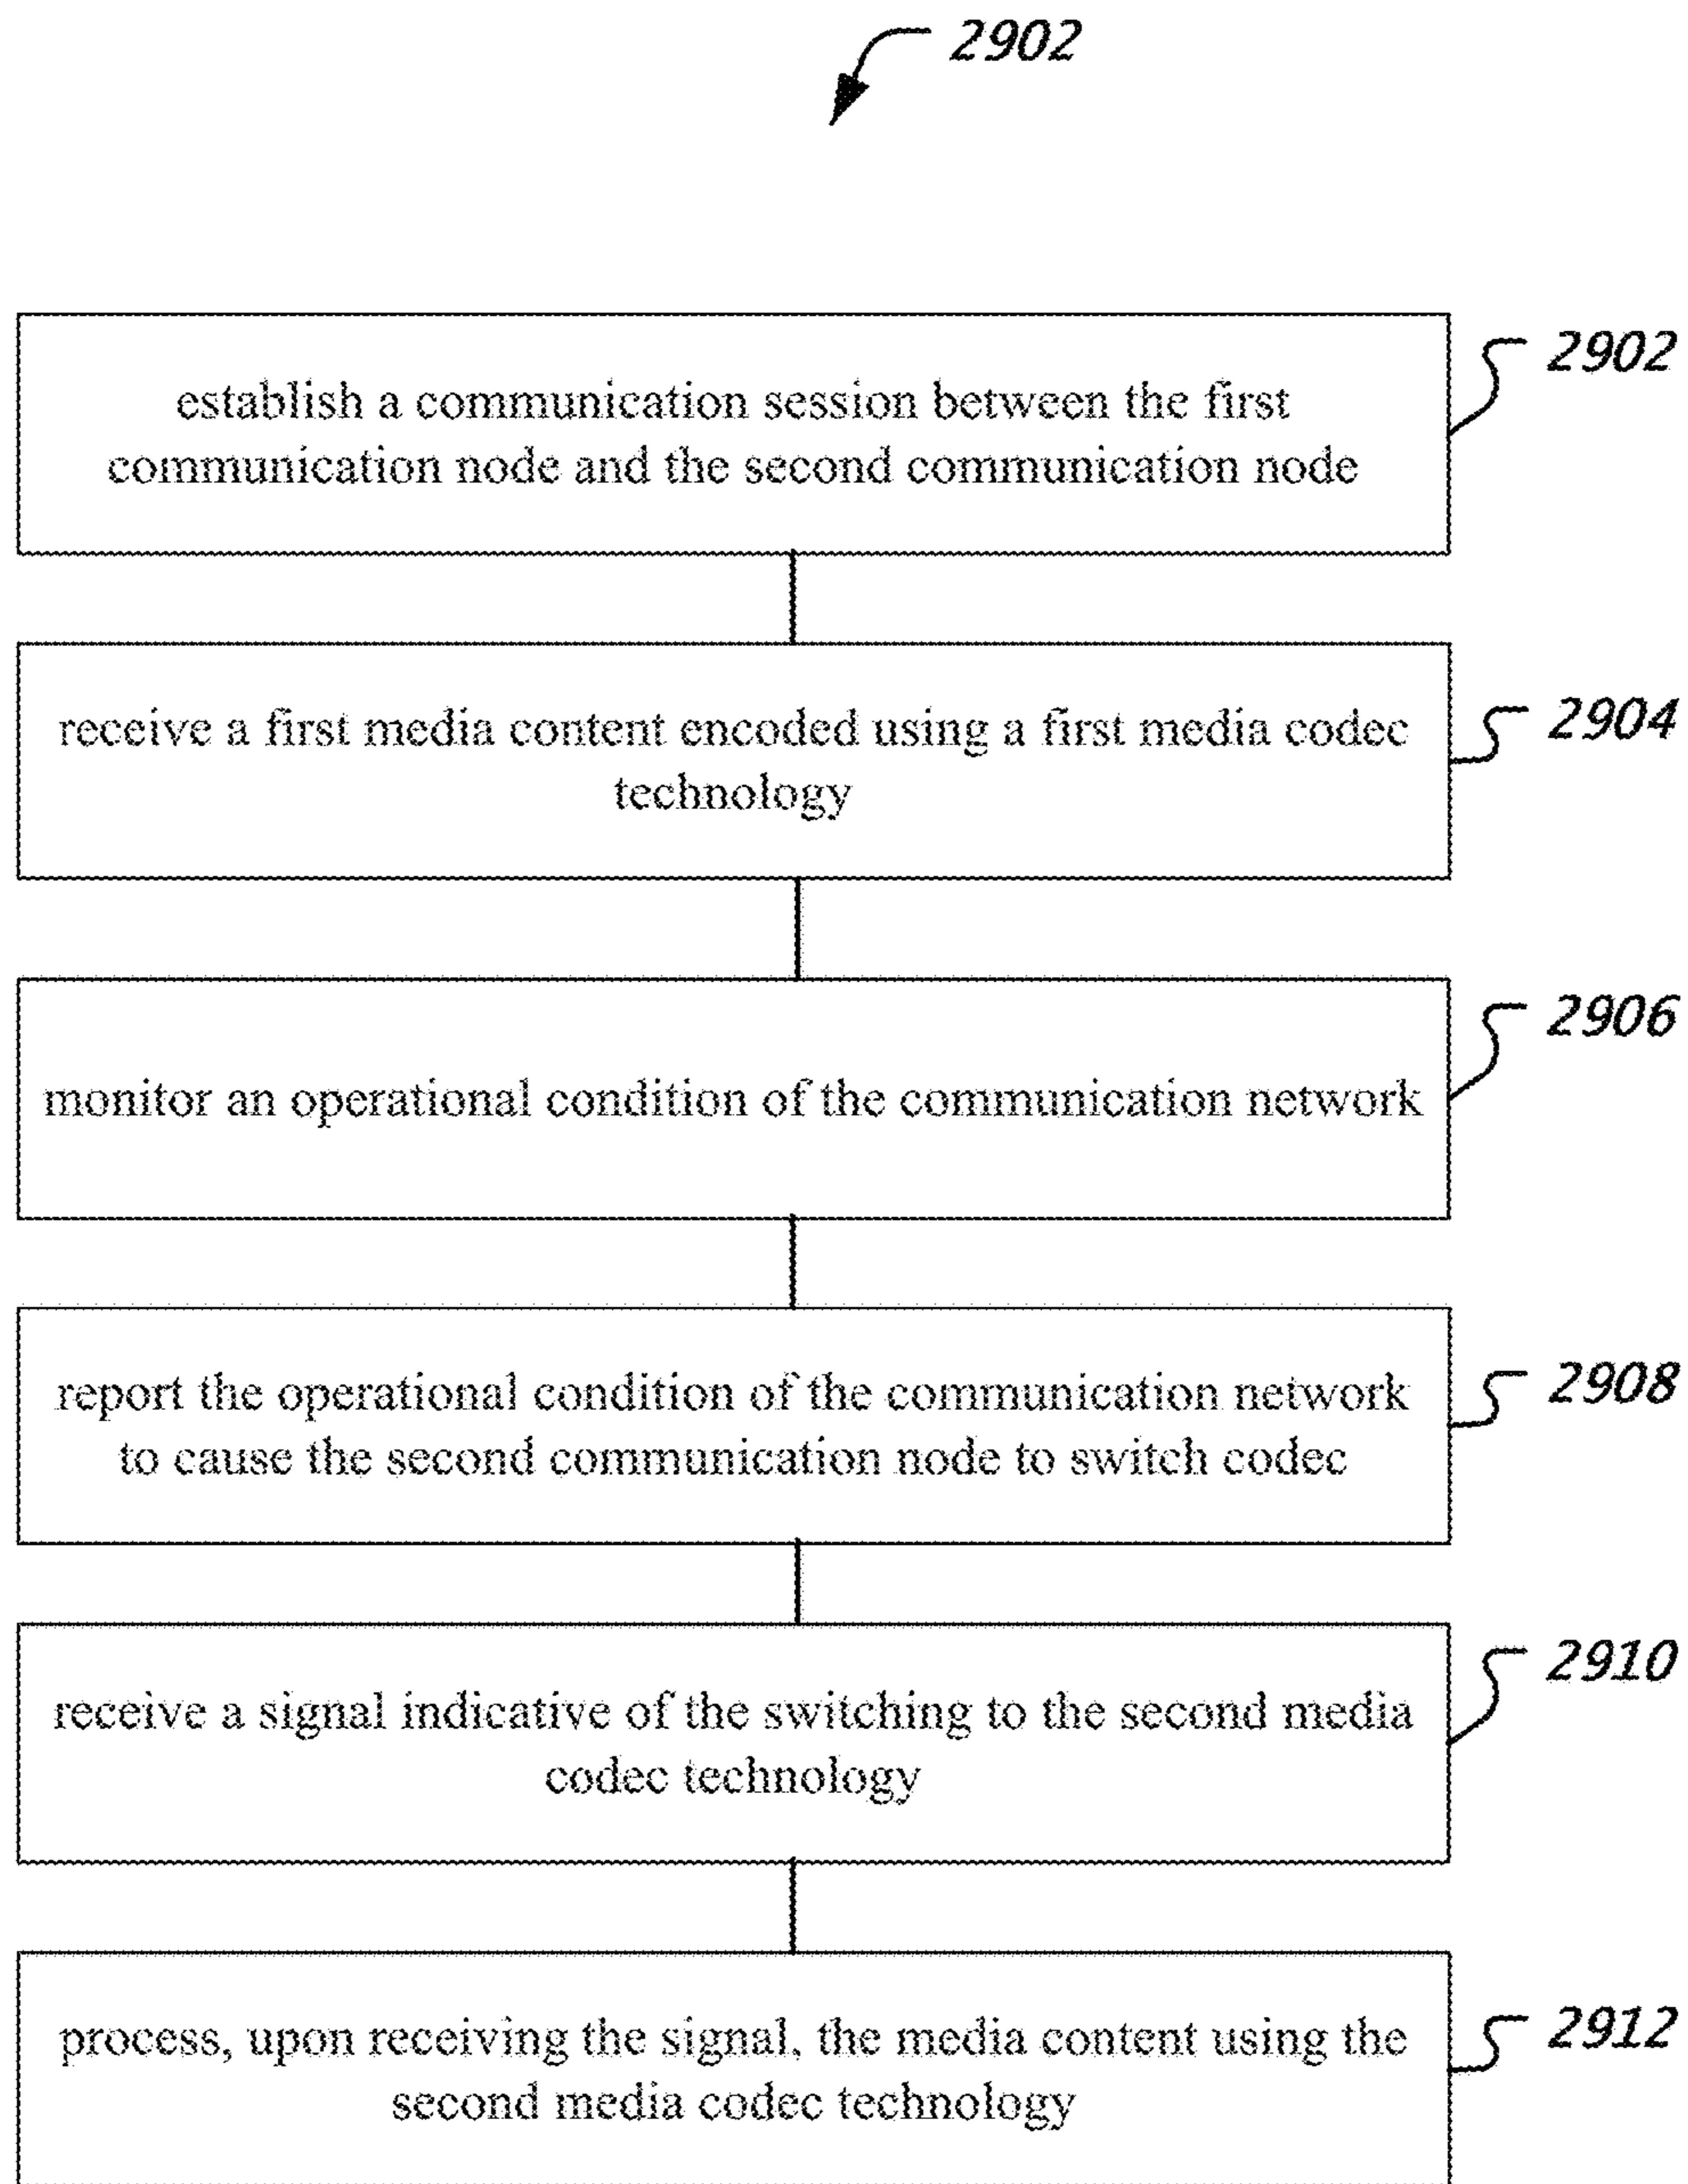 2902
establish a communication session between the first
communication node and the second communication node
2902
receive a first media content encoded using a first media codec
technology
2904
monitor an operational condition of the communication network
2906
report the operational condition of the communication network
to cause the second communication node to switch codec
2908
receive a signal indicative of the switching to the second media
codec technology
2910
process, upon receiving the signal, the media content using the
second media codec technology
2912